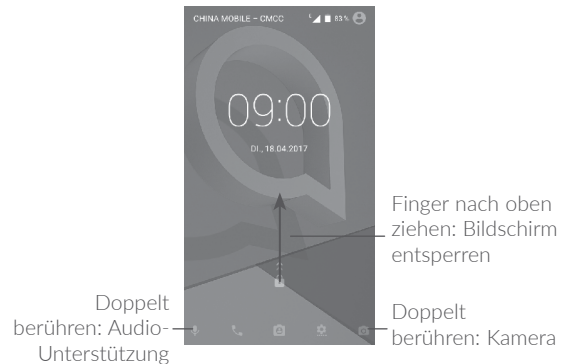 CHINA MOBILE – CMCC 83 %
09:00
DI., 18.04.2017
Finger nach oben
ziehen: Bildschirm
entsperren
Doppelt
berühren: Audio-
Unterstützung
Doppelt
berühren: Kamera